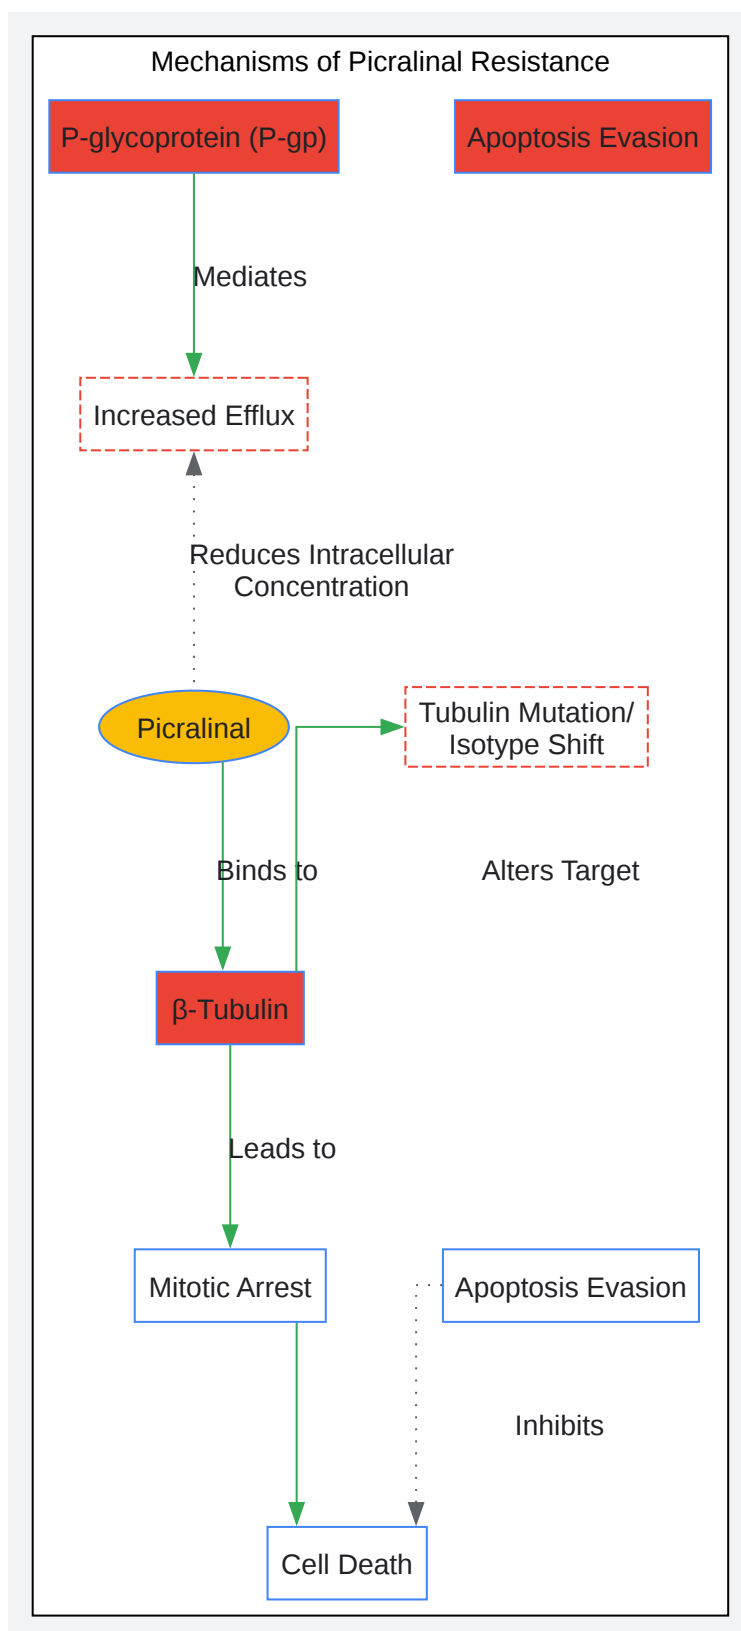 Mechanisms of Picralinal Resistance
P-glycoprotein (P-gp)
Apoptosis Evasion
Mediates
Increased Efflux
Reduces Intracellular
Concentration
Picralinal
Tubulin Mutation/
Isotype Shift
Binds to
Alters Target
β-Tubulin
Leads to
Mitotic Arrest
Apoptosis Evasion
Inhibits
Cell Death